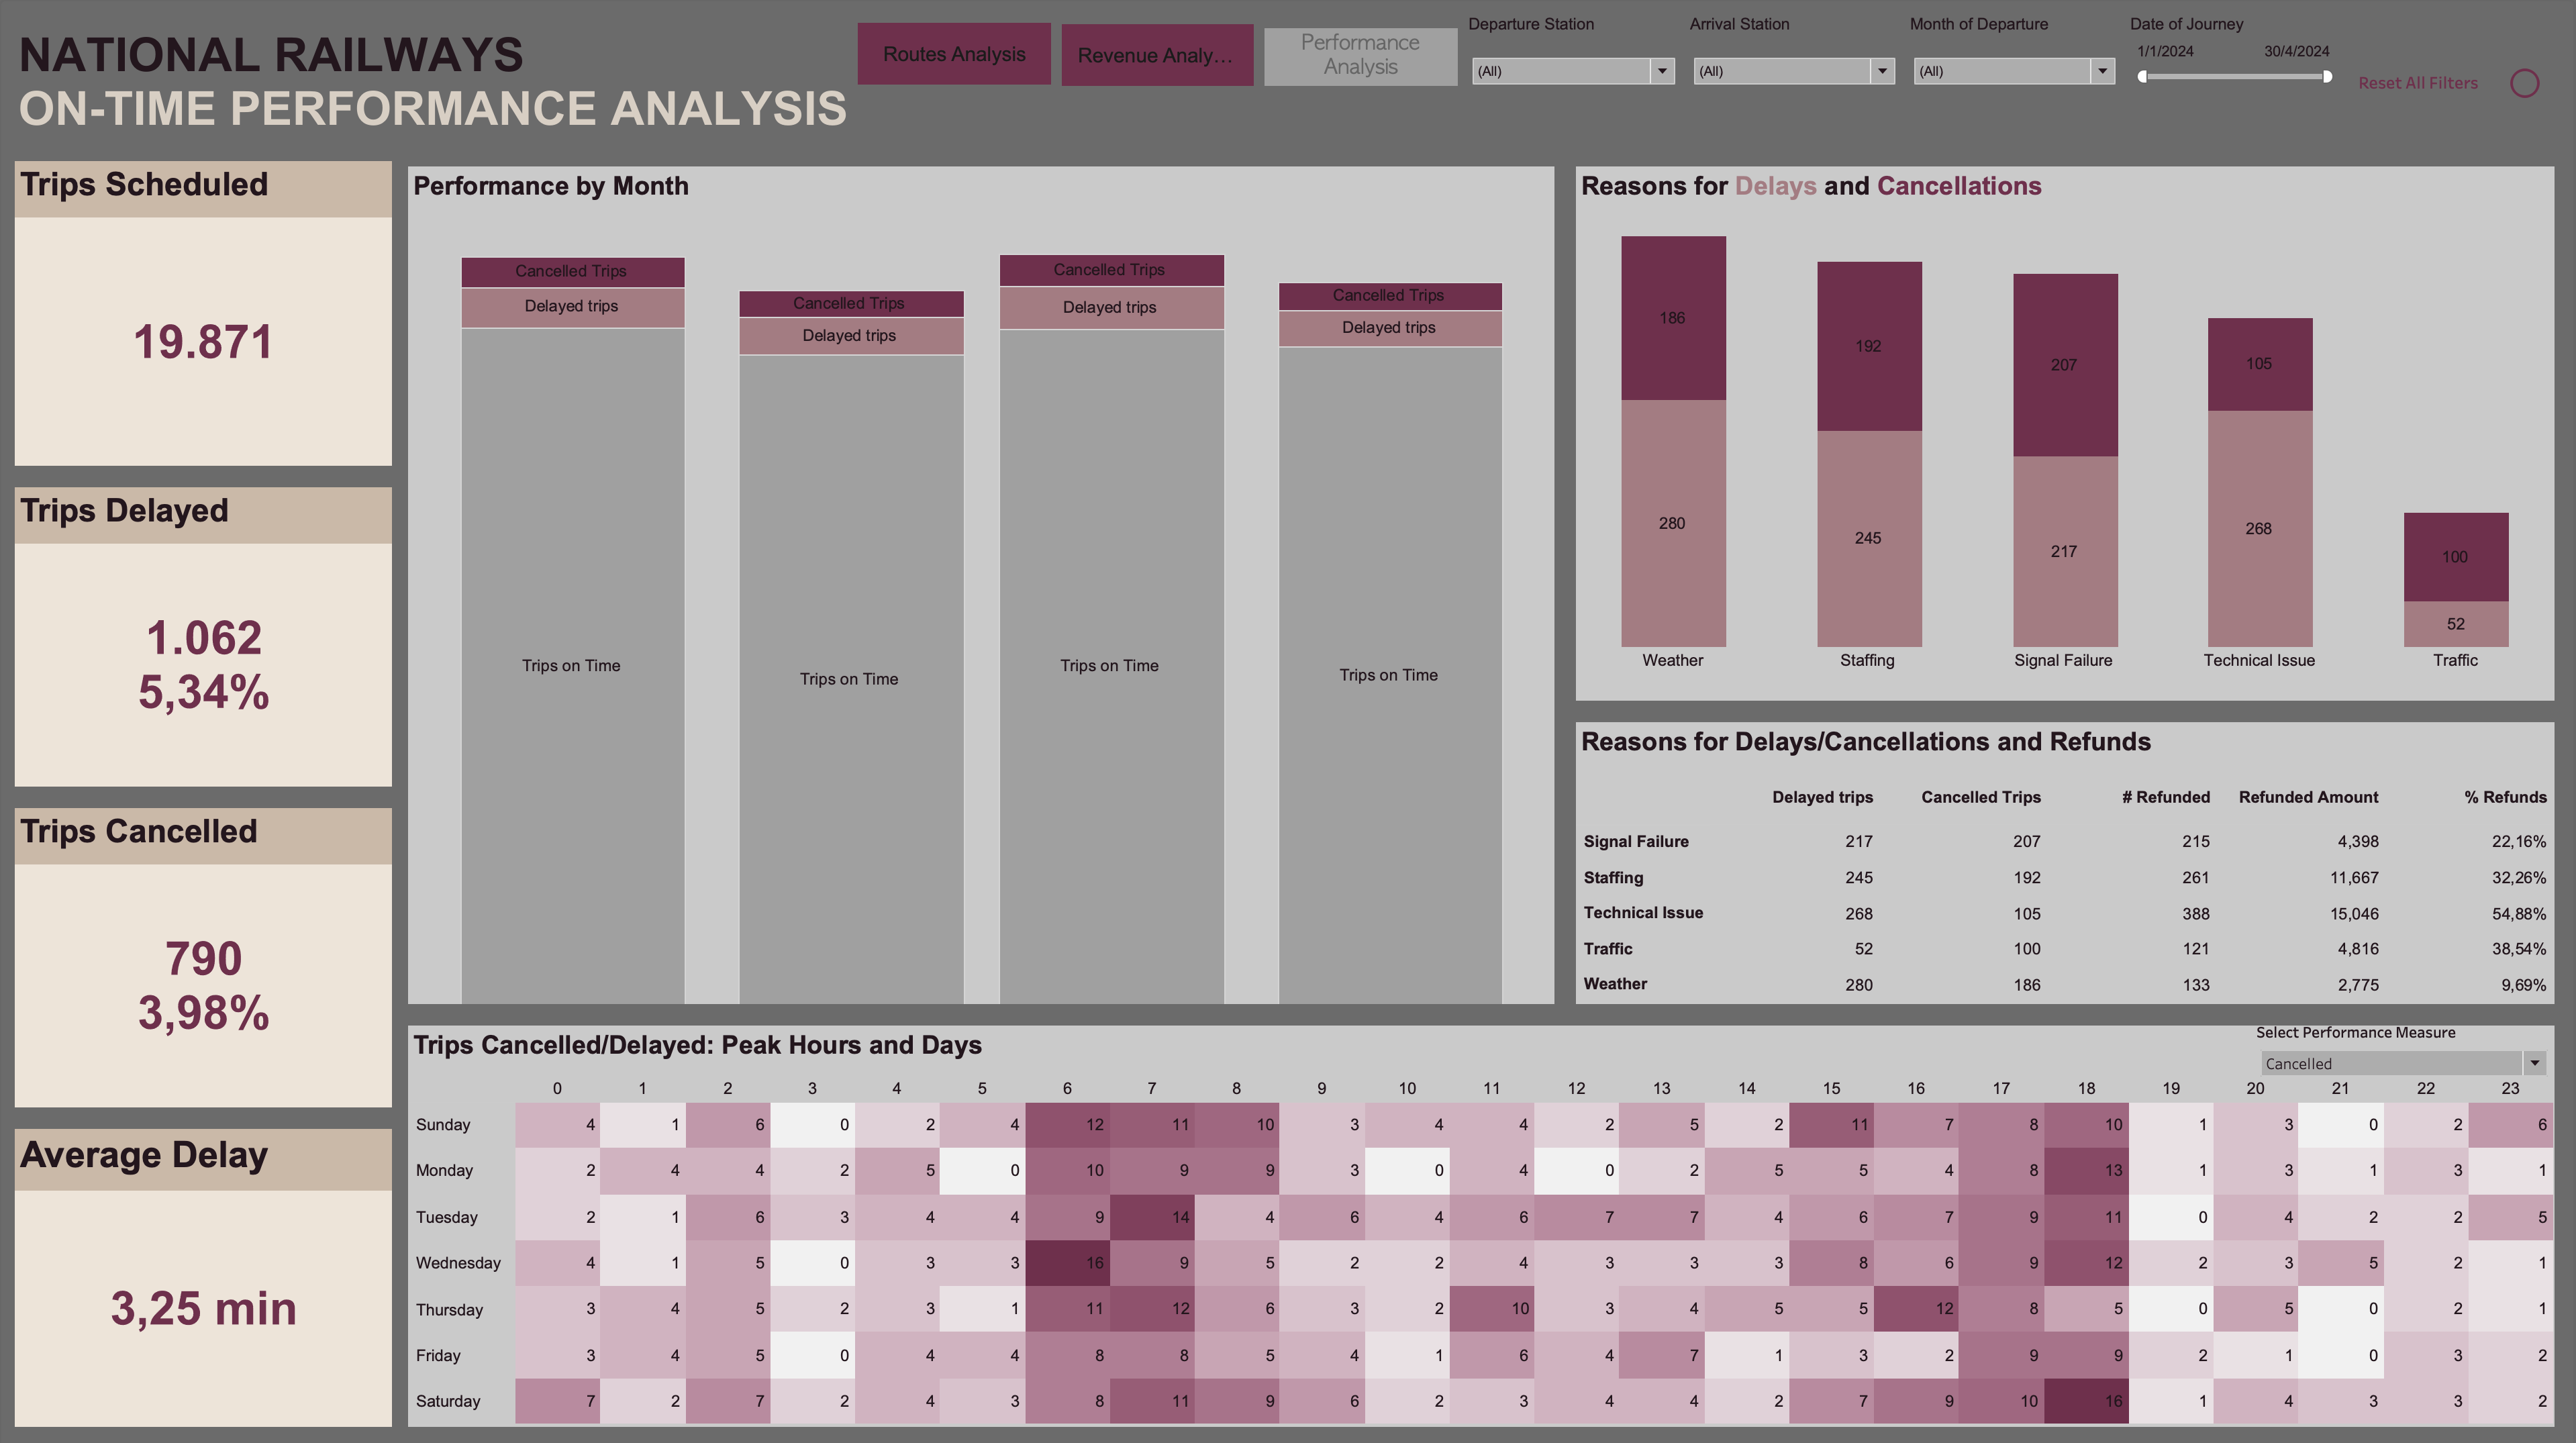 NATIONAL RAILWAYS
ON-TIME PERFORMANCE ANALYSIS
Routes Analysis
Revenue Analy...
Performance
Analysis
Departure Station
(All)
Arrival Station
(All)
Month of Departure
(All)
Date of Journey
1/1/2024 30/4/2024
Reset All Filters
Trips Scheduled
19.871
Trips Delayed
1.062
5,34%
Trips Cancelled
790
3,98%
Average Delay
3,25 min
Performance by Month
Cancelled Trips
Delayed trips
Trips on Time
Cancelled Trips
Delayed trips
Trips on Time
Cancelled Trips
Delayed trips
Trips on Time
Cancelled Trips
Delayed trips
Trips on Time
Reasons for Delays and Cancellations
186 192 207 105 100
280 245 217 268 52
Weather Staffing Signal Failure Technical Issue Traffic
Reasons for Delays/Cancellations and Refunds
Delayed trips Cancelled Trips # Refunded Refunded Amount % Refunds
Signal Failure 217 207 215 4,398 22,16%
Staffing 245 192 261 11,667 32,26%
Technical Issue 268 105 388 15,046 54,88%
Traffic 52 100 121 4,816 38,54%
Weather 280 186 133 2,775 9,69%
Trips Cancelled/Delayed: Peak Hours and Days
Select Performance Measure
Cancelled
0 1 2 3 4 5 6 7 8 9 10 11 12 13 14 15 16 17 18 19 20 21 22 23
Sunday 4 1 6 0 2 4 12 11 10 3 4 4 2 5 2 11 7 8 10 1 3 0 2 6
Monday 2 4 4 2 5 0 10 9 9 3 0 4 0 2 5 5 4 8 13 1 3 1 3 1
Tuesday 2 1 6 3 4 4 9 14 4 6 4 6 7 7 4 6 7 9 11 0 4 2 2 5
Wednesday 4 1 5 0 3 3 16 9 5 2 2 4 3 3 3 8 6 9 12 2 3 5 2 1
Thursday 3 4 5 2 3 1 11 12 6 3 2 10 3 4 5 5 12 8 5 0 5 0 2 1
Friday 3 4 5 0 4 4 8 8 5 4 1 6 4 7 1 3 2 9 9 2 1 0 3 2
Saturday 7 2 7 2 4 3 8 11 9 6 2 3 4 4 2 7 9 10 16 1 4 3 3 2